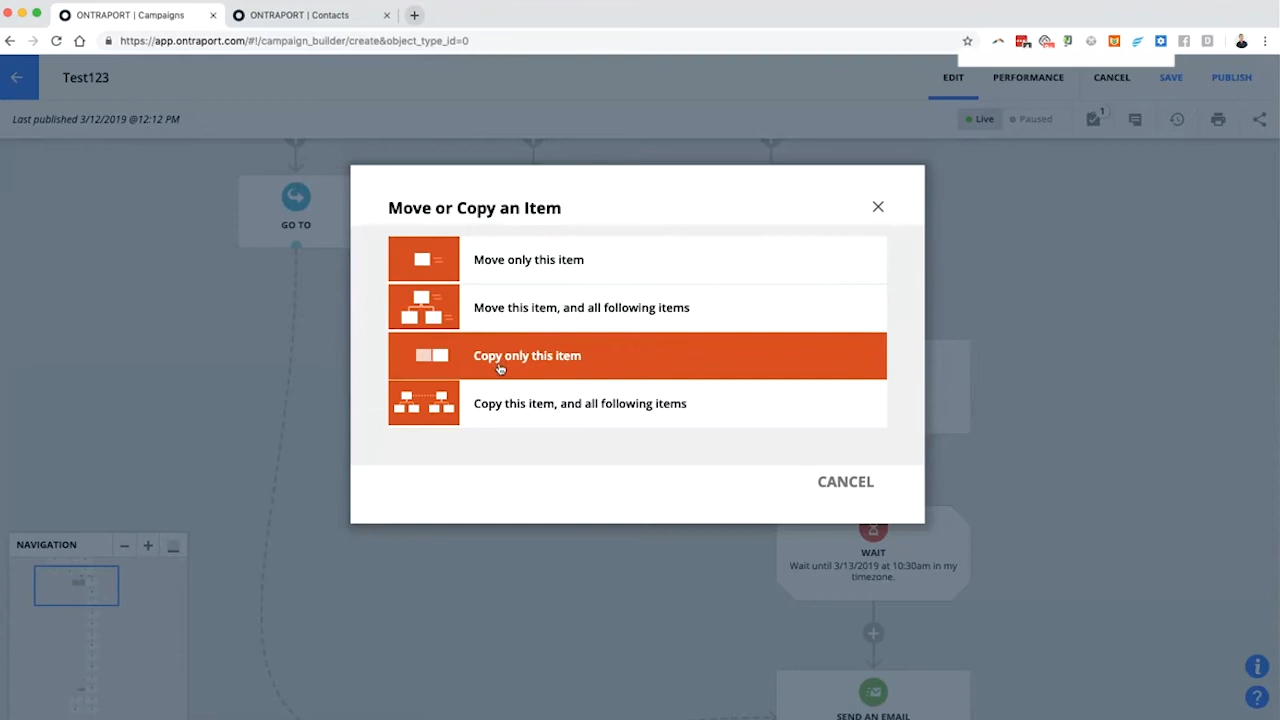 ONTRAPORT | Campaigns
ONTRAPORT | Contacts
https://app.ontraport.com/#!/campaign_builder/create&object_type_id=0
Test123
EDIT
PERFORMANCE
CANCEL
SAVE
PUBLISH
Last published 3/12/2019 @12:12 PM
Live
Paused
1
GO TO
Move or Copy an Item
Move only this item
Move this item, and all following items
Copy only this item
Copy this item, and all following items
CANCEL
NAVIGATION
WAIT
Wait until 3/13/2019 at 10:30am in my
timezone.
SEND AN EMAIL